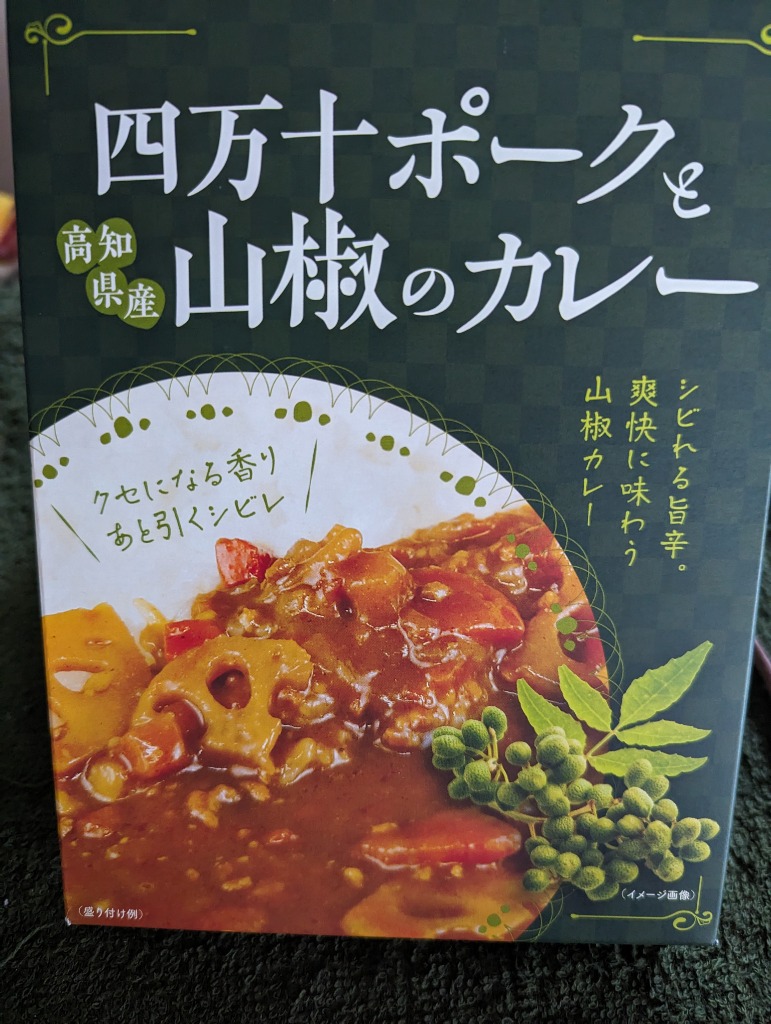 四万十ポークと
高知
県産
山椒のカレー
シビれる旨辛。
爽快に味わう
山椒カレー
クセになる香り
あと引くシビレ
(盛り付け例)
(イメージ画像)